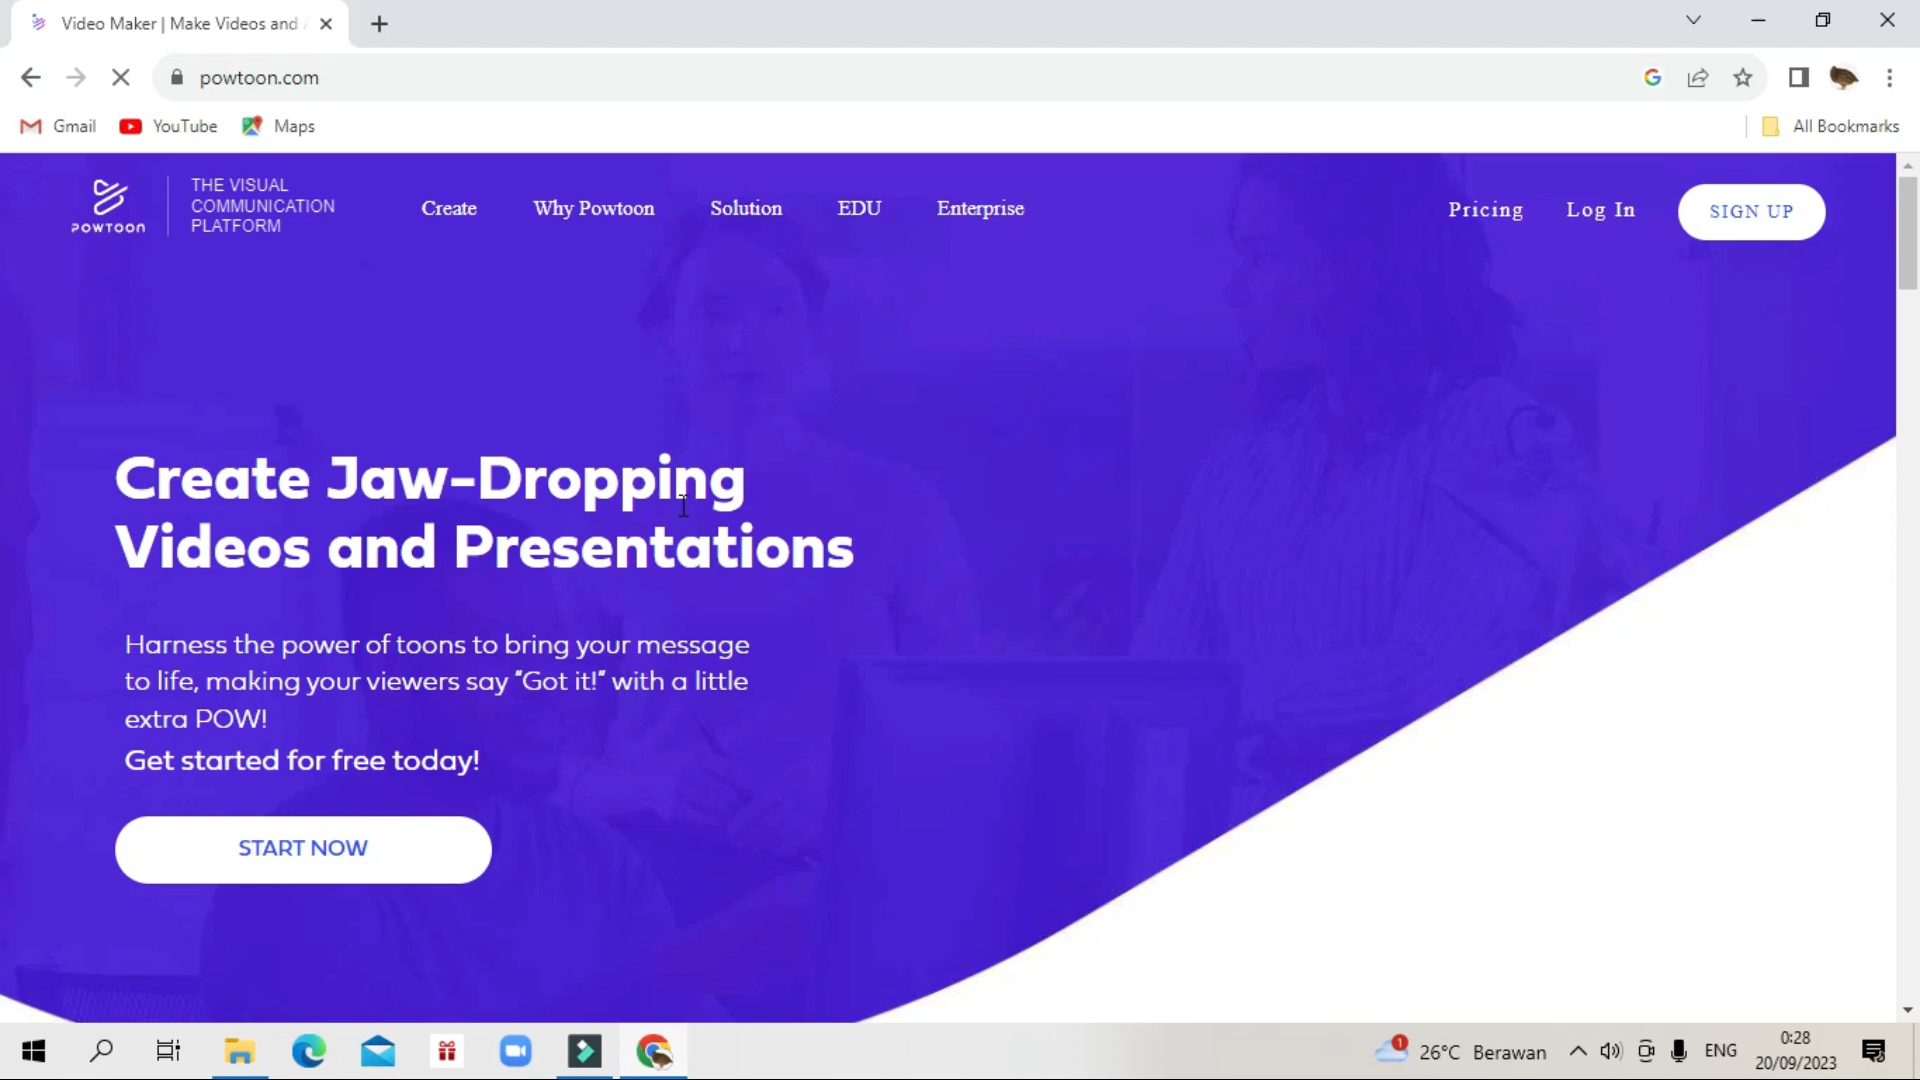 Video Maker | Make Videos and
powtoon.com
Gmail
YouTube
Maps
All Bookmarks
POWTOON
THE VISUAL
COMMUNICATION
PLATFORM
Create
Why Powtoon
Solution
EDU
Enterprise
Pricing
Log In
SIGN UP
Create Jaw-Dropping
Videos and Presentations
Harness the power of toons to bring your message
to life, making your viewers say "Got it!" with a little
extra POW!
Get started for free today!
START NOW
1
26°C Berawan
ENG
0:28
20/09/2023